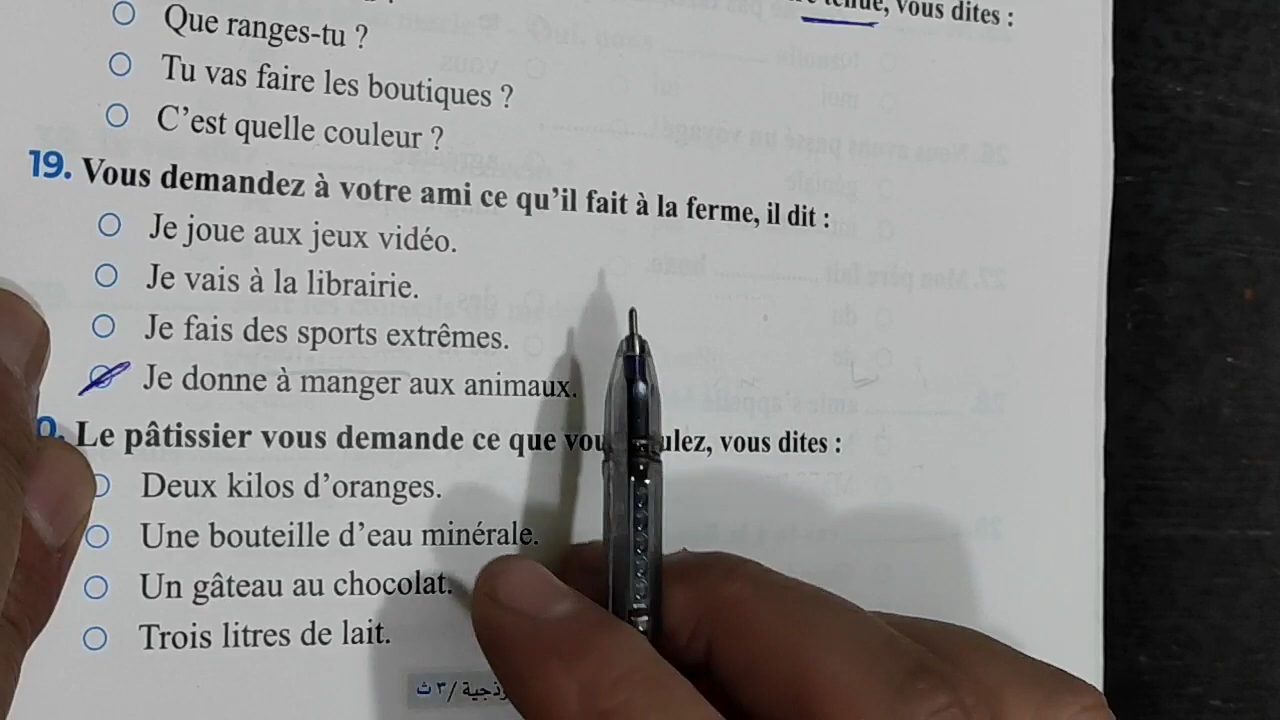 vous dites :
Que ranges-tu ?
Tu vas faire les boutiques ?
C'est quelle couleur ?
19. Vous demandez à votre ami ce qu'il fait à la ferme, il dit :
Je joue aux jeux vidéo.
Je vais à la librairie.
Je fais des sports extrêmes.
Je donne à manger aux animaux.
Le pâtissier vous demande ce que vous dites :
Deux kilos d'oranges.
Une bouteille d'eau minérale.
Un gâteau au chocolat.
Trois litres de lait.
٣ ث